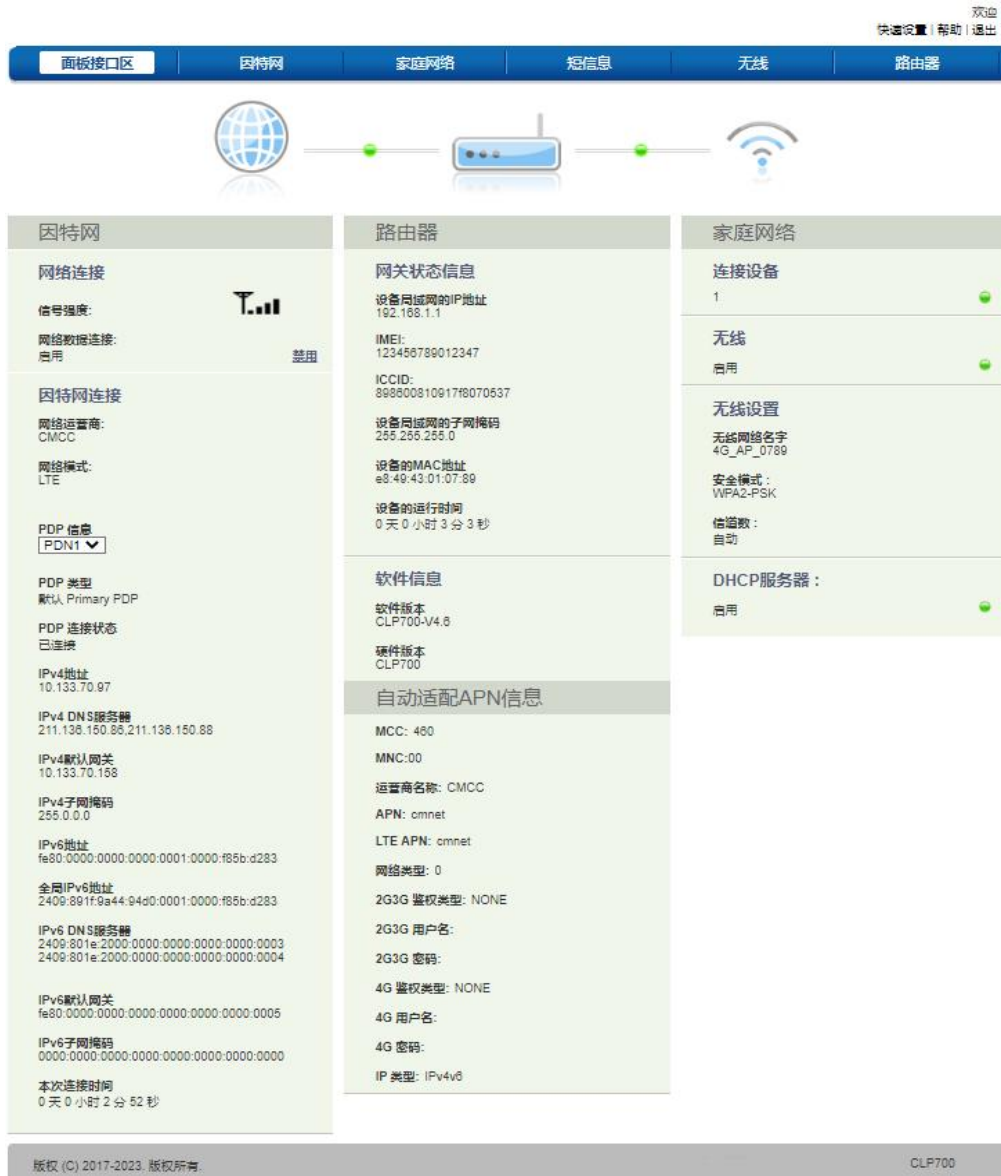 欢迎
快速设置 | 帮助 | 退出
面板接口区 因特网 家庭网络 短信息 无线 路由器
因特网
网络连接
信号强度:
网络数据连接:
启用 禁用
因特网连接
网络运营商:
CMCC
网络模式:
LTE
PDP 信息
PDN1
PDP 类型
默认 Primary PDP
PDP 连接状态
已连接
IPv4地址
10.133.70.97
IPv4 DNS服务器
211.136.150.86,211.136.150.88
IPv4默认网关
10.133.70.158
IPv4子网掩码
255.0.0.0
IPv6地址
fe80:0000:0000:0000:0001:0000:f85b:d283
全局IPv6地址
2409:891f:9a44:94d0:0001:0000:f85b:d283
IPv6 DNS服务器
2409:801e:2000:0000:0000:0000:0000:0003
2409:801e:2000:0000:0000:0000:0000:0004
IPv6默认网关
fe80:0000:0000:0000:0000:0000:0000:0005
IPv6子网掩码
0000:0000:0000:0000:0000:0000:0000:0000
本次连接时间
0 天 0 小时 2 分 52 秒
路由器
网关状态信息
设备局域网的IP地址
192.168.1.1
IMEI:
123456789012347
ICCID:
898600810917f8070537
设备局域网的子网掩码
255.255.255.0
设备的MAC地址
e8:49:43:01:07:89
设备的运行时间
0 天 0 小时 3 分 3 秒
软件信息
软件版本
CLP700-V4.6
硬件版本
CLP700
自动适配APN信息
MCC: 460
MNC:00
运营商名称: CMCC
APN: cmnet
LTE APN: cmnet
网络类型: 0
2G3G 鉴权类型: NONE
2G3G 用户名:
2G3G 密码:
4G 鉴权类型: NONE
4G 用户名:
4G 密码:
IP 类型: IPv4v6
家庭网络
连接设备
1
无线
启用
无线设置
无线网络名字
4G_AP_0789
安全模式 :
WPA2-PSK
信道数 :
自动
DHCP服务器 :
启用
版权 (C) 2017-2023. 版权所有.
CLP700